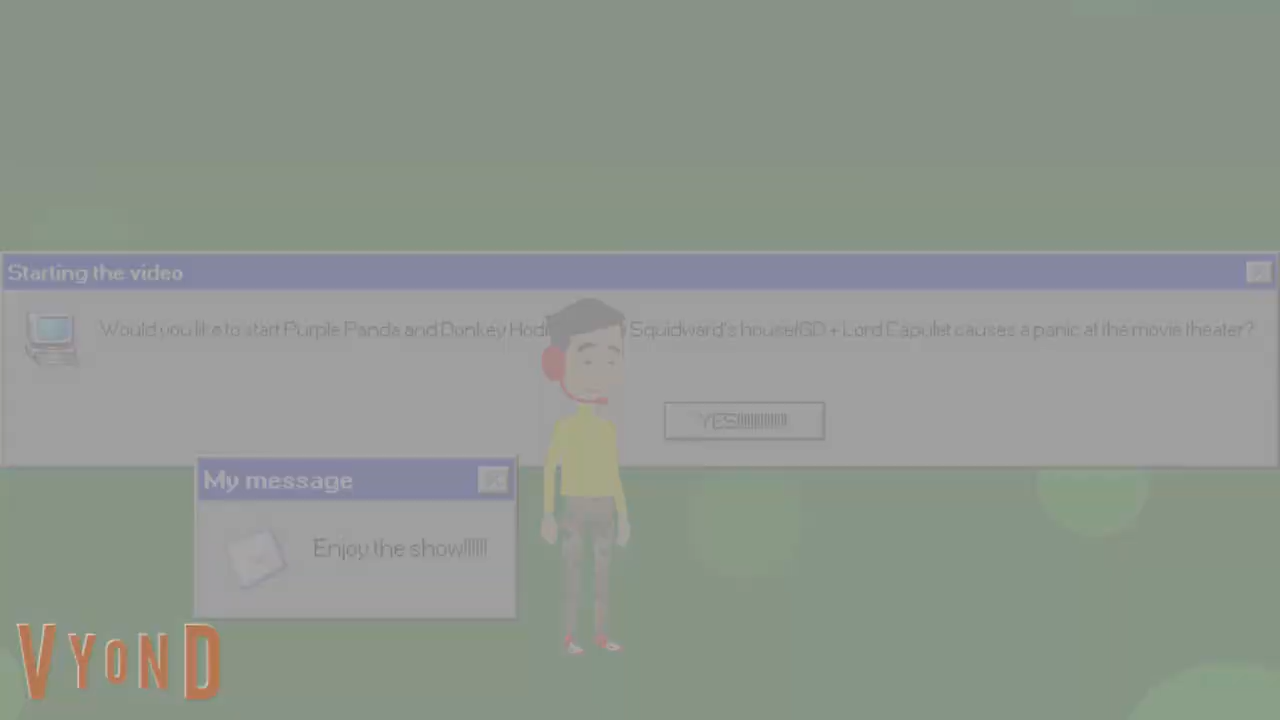 Starting the video
Would you like to start Purple Panda and Donkey Hodi Squidward's house!GD + Lord Capulet causes a panic at the movie theater?
YES!!!!!!!!!!!!!!
My message
Enjoy the show!!!!!!
VYOND